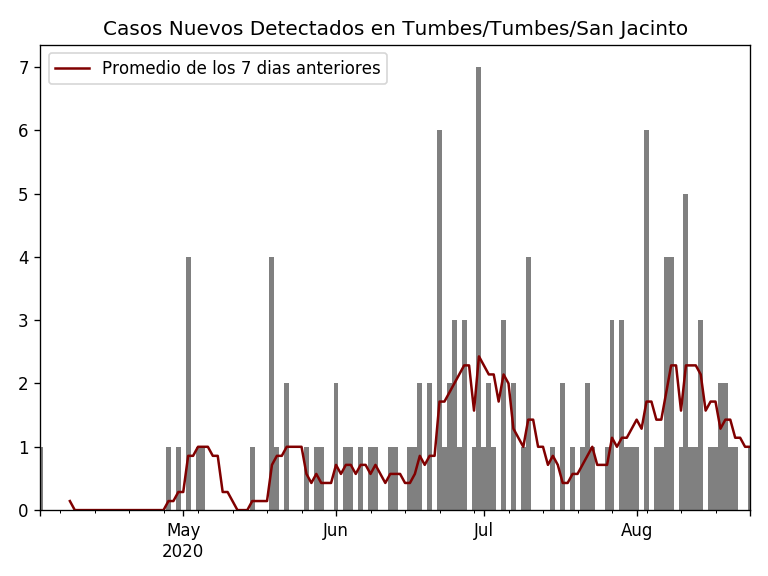 Casos Nuevos Detectados en Tumbes/Tumbes/San Jacinto
Promedio de los 7 dias anteriores
7
6
5
4
3
2
1
0
May
2020
Jun
Jul
Aug